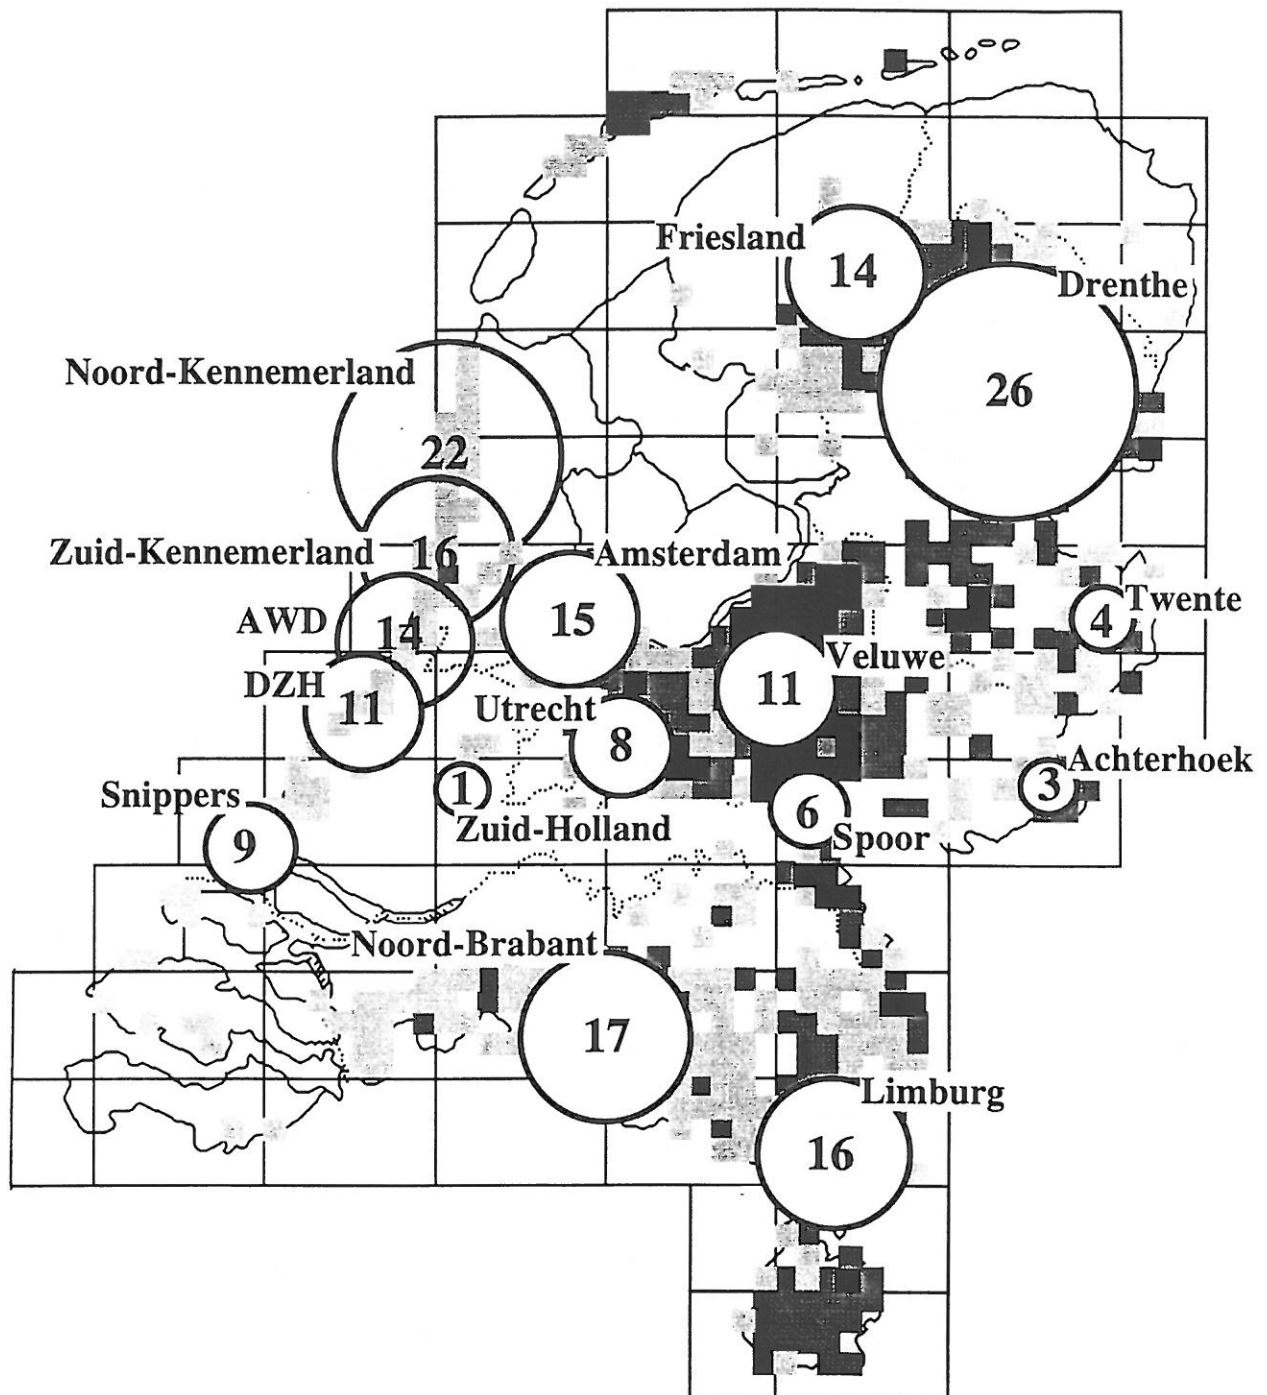 Friesland
14
Drenthe
Noord-Kennemerland
26
22
Zuid-Kennemerland
16
Amsterdam
AWD
14
15
4
Twente
DZH
11
Utrecht
11
Veluwe
8
Snippers
1
Achterhoek
3
9
Zuid-Holland
6
Spoor
Noord-Brabant
17
Limburg
16